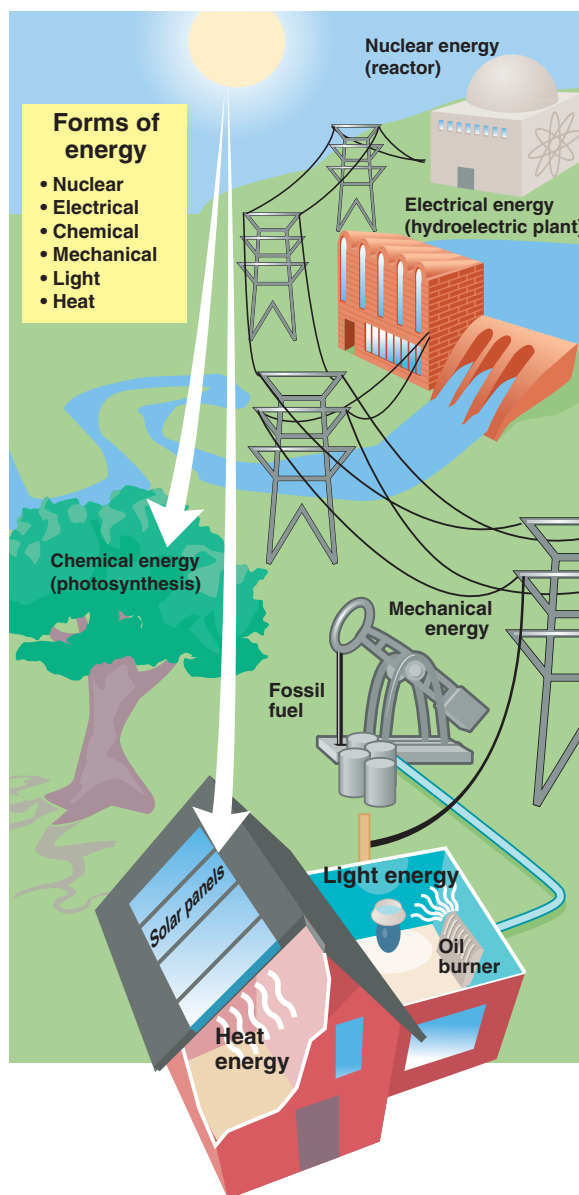 Nuclear energy
(reactor)
Forms of
energy
• Nuclear
• Electrical
• Chemical
• Mechanical
• Light
• Heat
Electrical energy
(hydroelectric plant)
Chemical energy
(photosynthesis)
Mechanical
energy
Fossil
fuel
Light energy
Solar panels
Oil
burner
Heat
energy